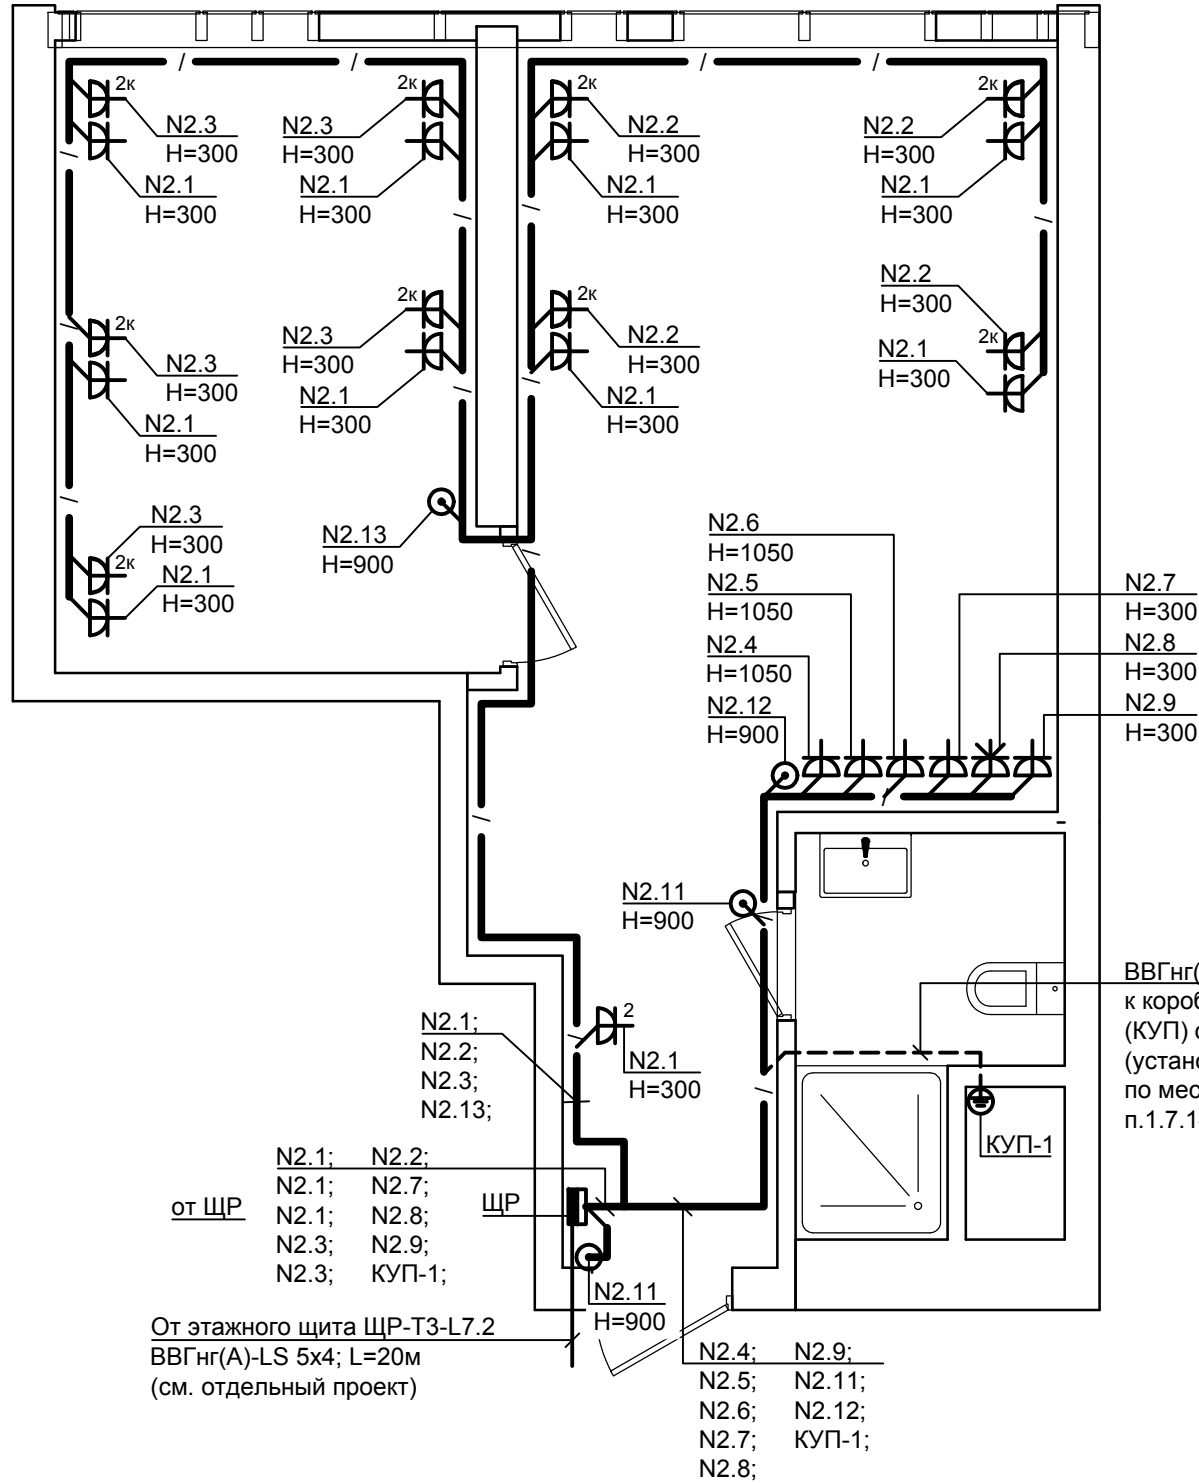 2к
N2.3
H=300
N2.1
H=300
2к
N2.3
H=300
N2.1
H=300
2к
N2.2
H=300
N2.1
H=300
2к
N2.2
H=300
N2.1
H=300
2к
N2.3
H=300
N2.1
H=300
2к
N2.3
H=300
N2.1
H=300
2к
N2.2
H=300
N2.1
H=300
N2.2
H=300
2к
N2.1
H=300
N2.3
H=300
2к
N2.1
H=300
N2.13
H=900
N2.6
H=1050
N2.5
H=1050
N2.4
H=1050
N2.12
H=900
N2.7
H=300
N2.8
H=300
N2.9
H=300
N2.11
H=900
ВВГнг(
к короб
(КУП) с
(устано
по мес
п.1.7.1
N2.1;
N2.2;
N2.3;
N2.13;
2
N2.1
H=300
КУП-1
от ЩР
N2.1; N2.2;
N2.1; N2.7;
N2.1; N2.8;
N2.3; N2.9;
N2.3; КУП-1;
ЩР
N2.11
H=900
От этажного щита ЩР-Т3-L7.2
ВВГнг(А)-LS 5х4; L=20м
(см. отдельный проект)
N2.4; N2.9;
N2.5; N2.11;
N2.6; N2.12;
N2.7; КУП-1;
N2.8;